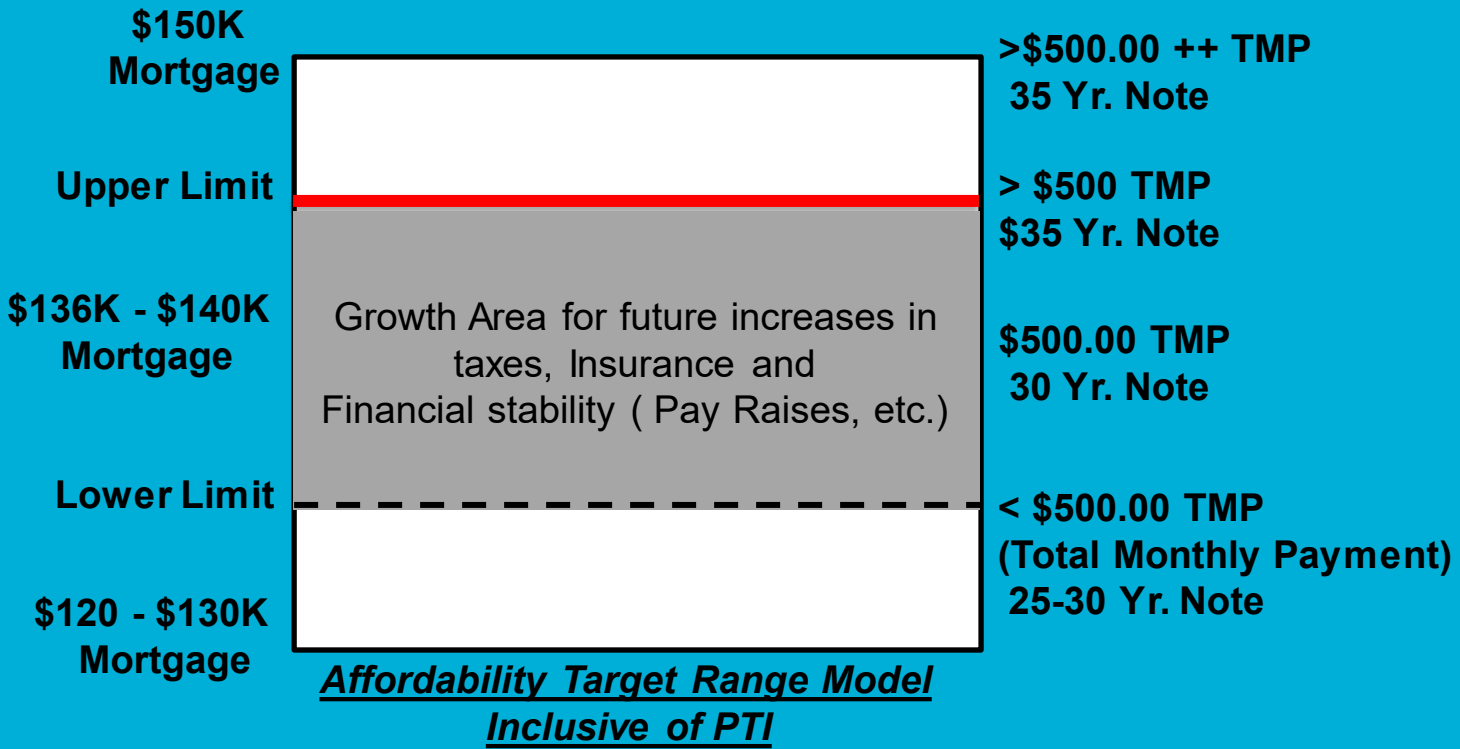 $150K
Mortgage
>$500.00 ++ TMP
35 Yr. Note
Upper Limit
> $500 TMP
$35 Yr. Note
$136K - $140K
Mortgage
Growth Area for future increases in
taxes, Insurance and
Financial stability ( Pay Raises, etc.)
$500.00 TMP
30 Yr. Note
Lower Limit
< $500.00 TMP
(Total Monthly Payment)
25-30 Yr. Note
$120 - $130K
Mortgage
Affordability Target Range Model
Inclusive of PTI